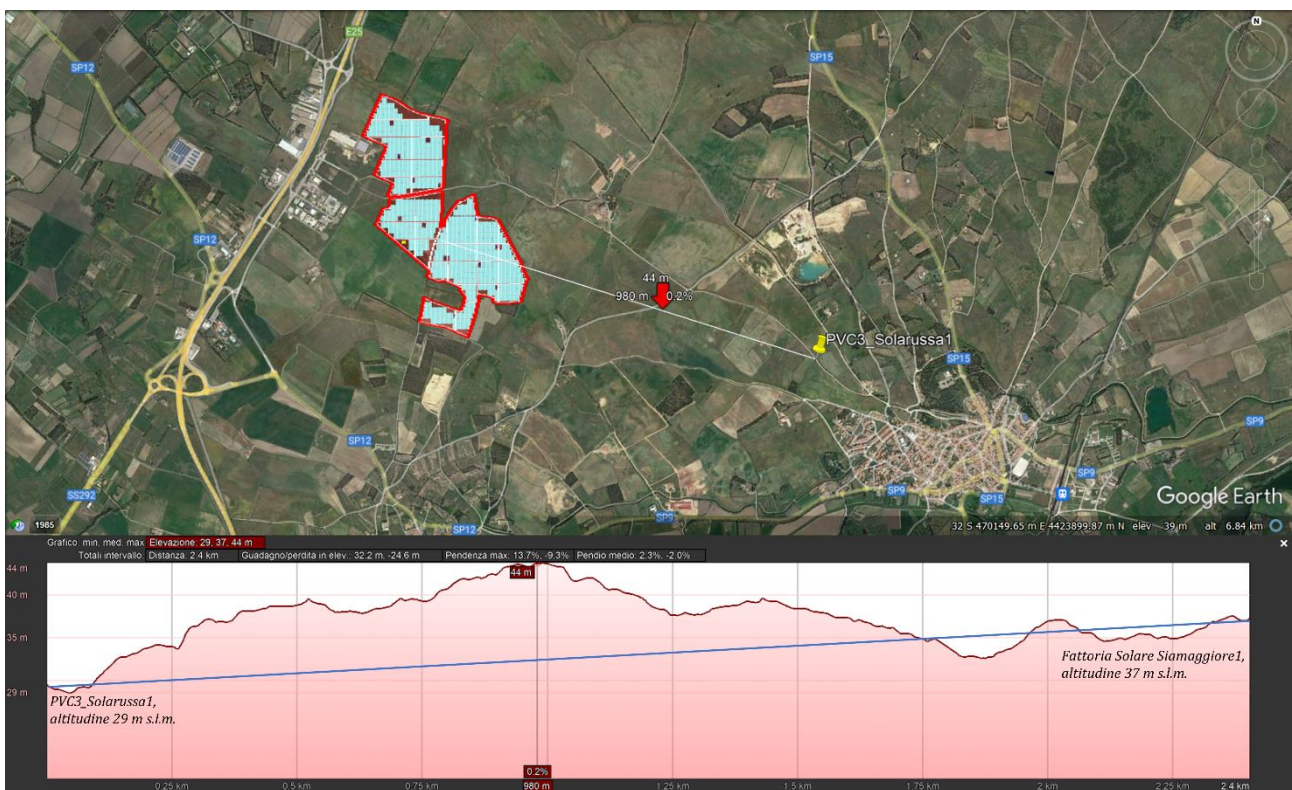 N
E25
SP15
SP12
SP12
44 m
980 m 0.2%
PVC3_Solarussa1
SP15
SP12
SP9
SS292
SP9
SP9
SP15
SP9
SP12
Google Earth
1985
32 S 470149.65 m E 4423899.87 m N elev 39 m alt 6.84 km
Grafico: min. med. max Elevazione: 29, 37, 44 m
Totali intervallo: Distanza: 2.4 km Guadagno/perdita in elev.: 32.2 m, -24.6 m Pendenza max: 13.7%, -9.3% Pendio medio: 2.3%, -2.0%
44 m
44 m
40 m
35 m
29 m
PVC3_Solarussa1,
altitudine 29 m s.l.m.
Fattoria Solare Siamaggiore1,
altitudine 37 m s.l.m.
0.2%
0.25 km 0.5 km 0.75 km 980 m 1.25 km 1.5 km 1.75 km 2 km 2.25 km 2.4 km